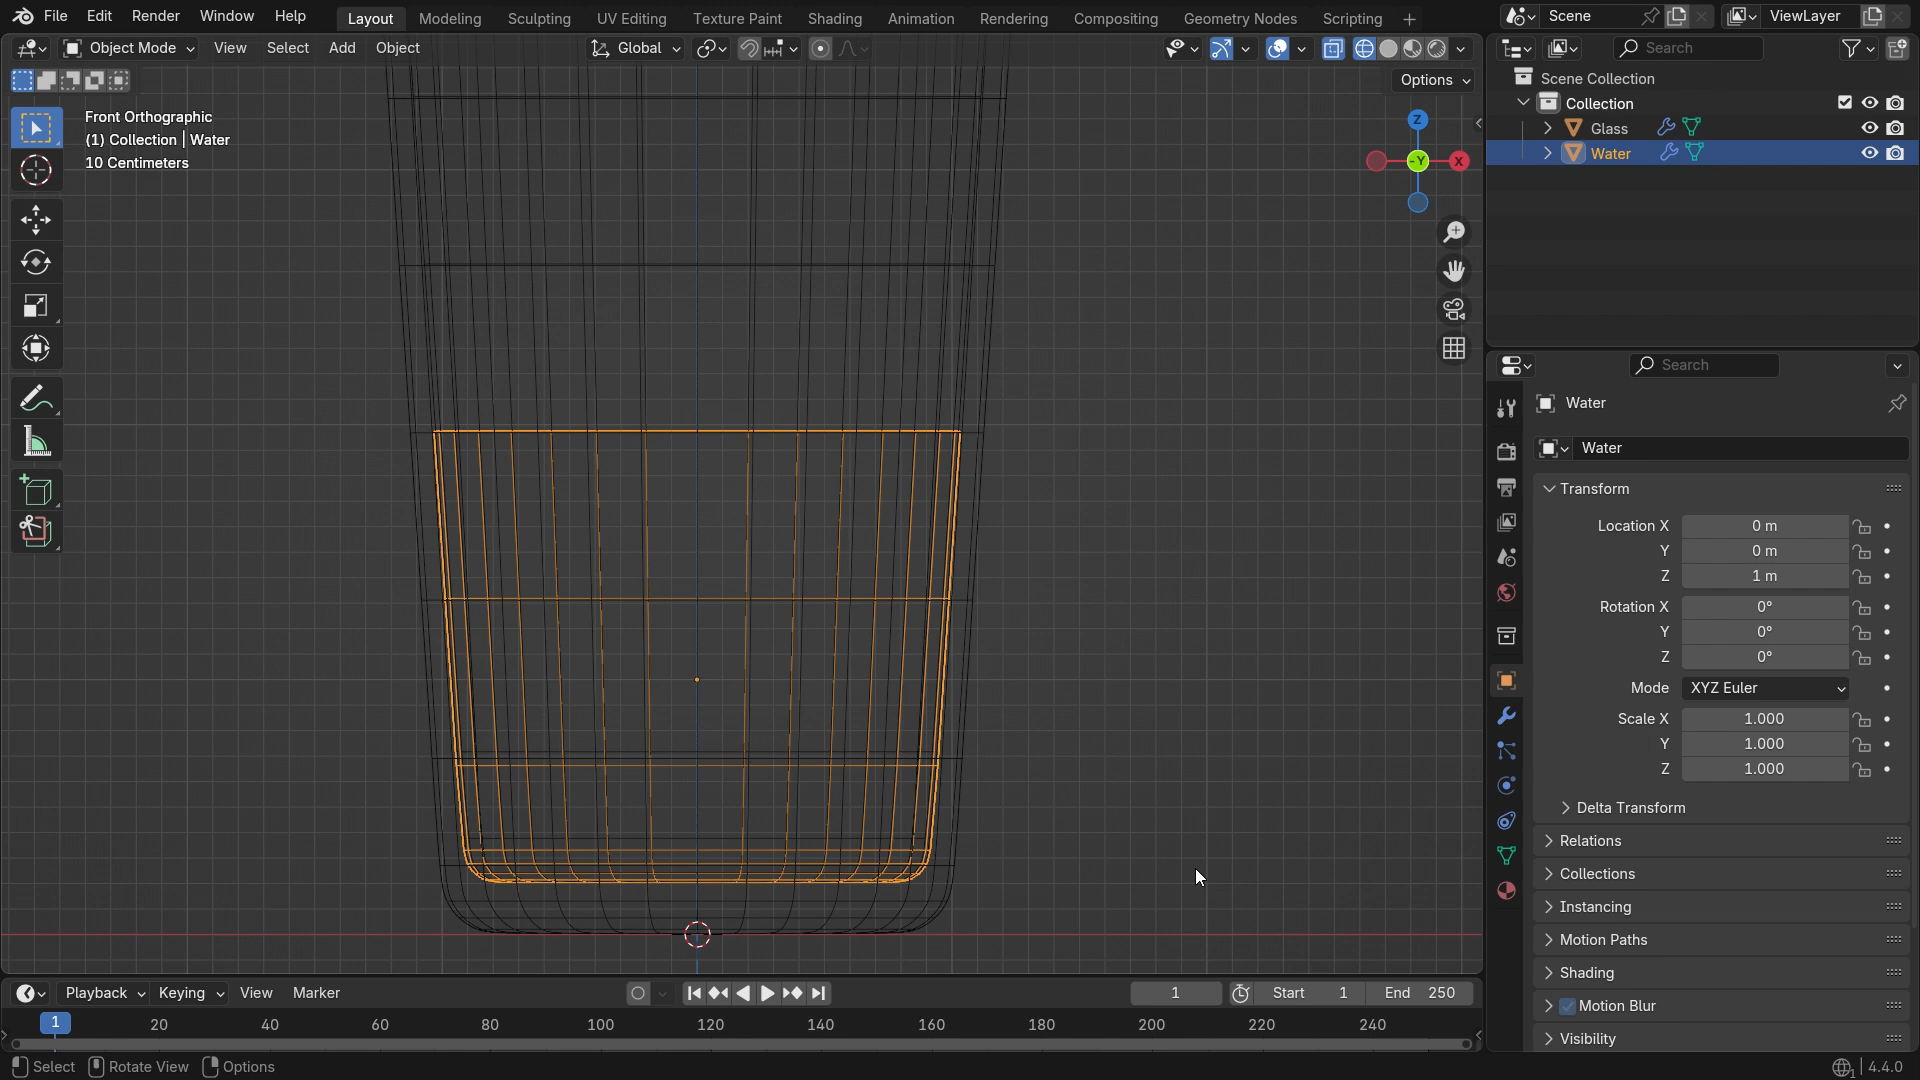 File Edit Render Window Help Layout Modeling Sculpting UV Editing Texture Paint Shading Animation Rendering Compositing Geometry Nodes Scripting + Scene ViewLayer
Object Mode View Select Add Object Global Search
Options
Front Orthographic
(1) Collection | Water
10 Centimeters
Z
-Y
X
Scene Collection
Collection
Glass
Water
Search
Water
Water
Transform
Location X 0 m
Y 0 m
Z 1 m
Rotation X 0°
Y 0°
Z 0°
Mode XYZ Euler
Scale X 1.000
Y 1.000
Z 1.000
Delta Transform
Relations
Collections
Instancing
Motion Paths
Shading
Motion Blur
Visibility
Playback Keying View Marker 1 Start 1 End 250
1 20 40 60 80 100 120 140 160 180 200 220 240
Select Rotate View Options 4.4.0